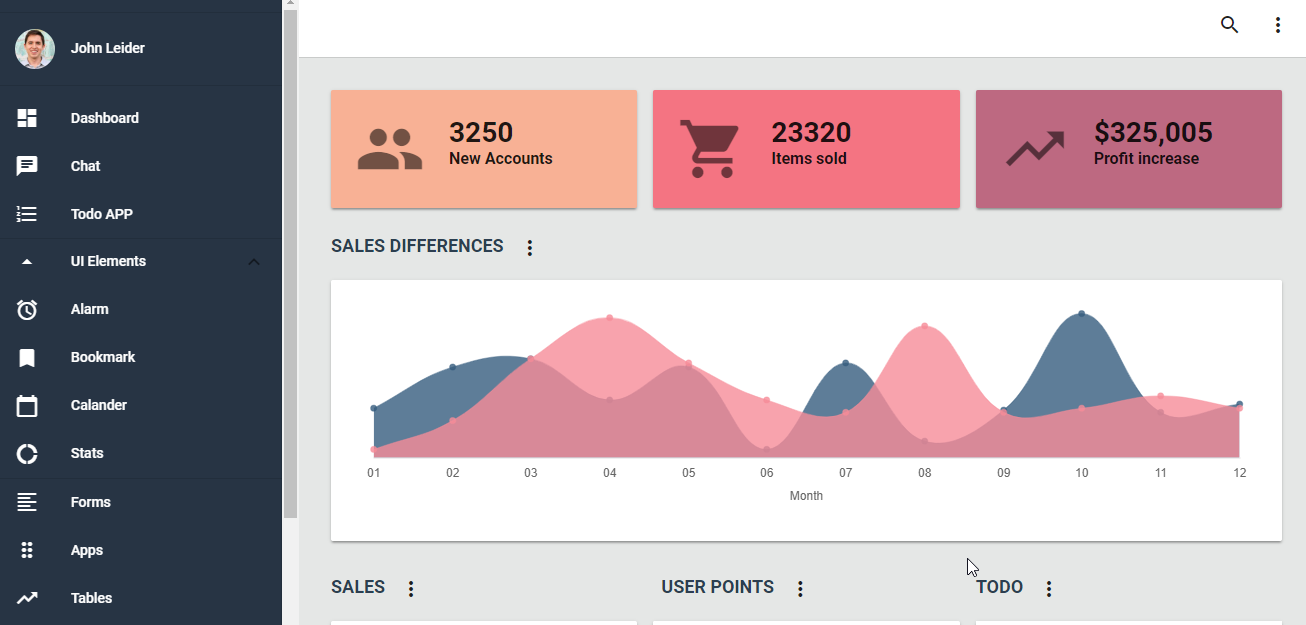 John Leider
Dashboard
Chat
Todo APP
UI Elements
Alarm
Bookmark
Calander
Stats
Forms
Apps
Tables
3250
New Accounts
23320
Items sold
$325,005
Profit increase
SALES DIFFERENCES
01 02 03 04 05 06 07 08 09 10 11 12
Month
SALES
USER POINTS
TODO